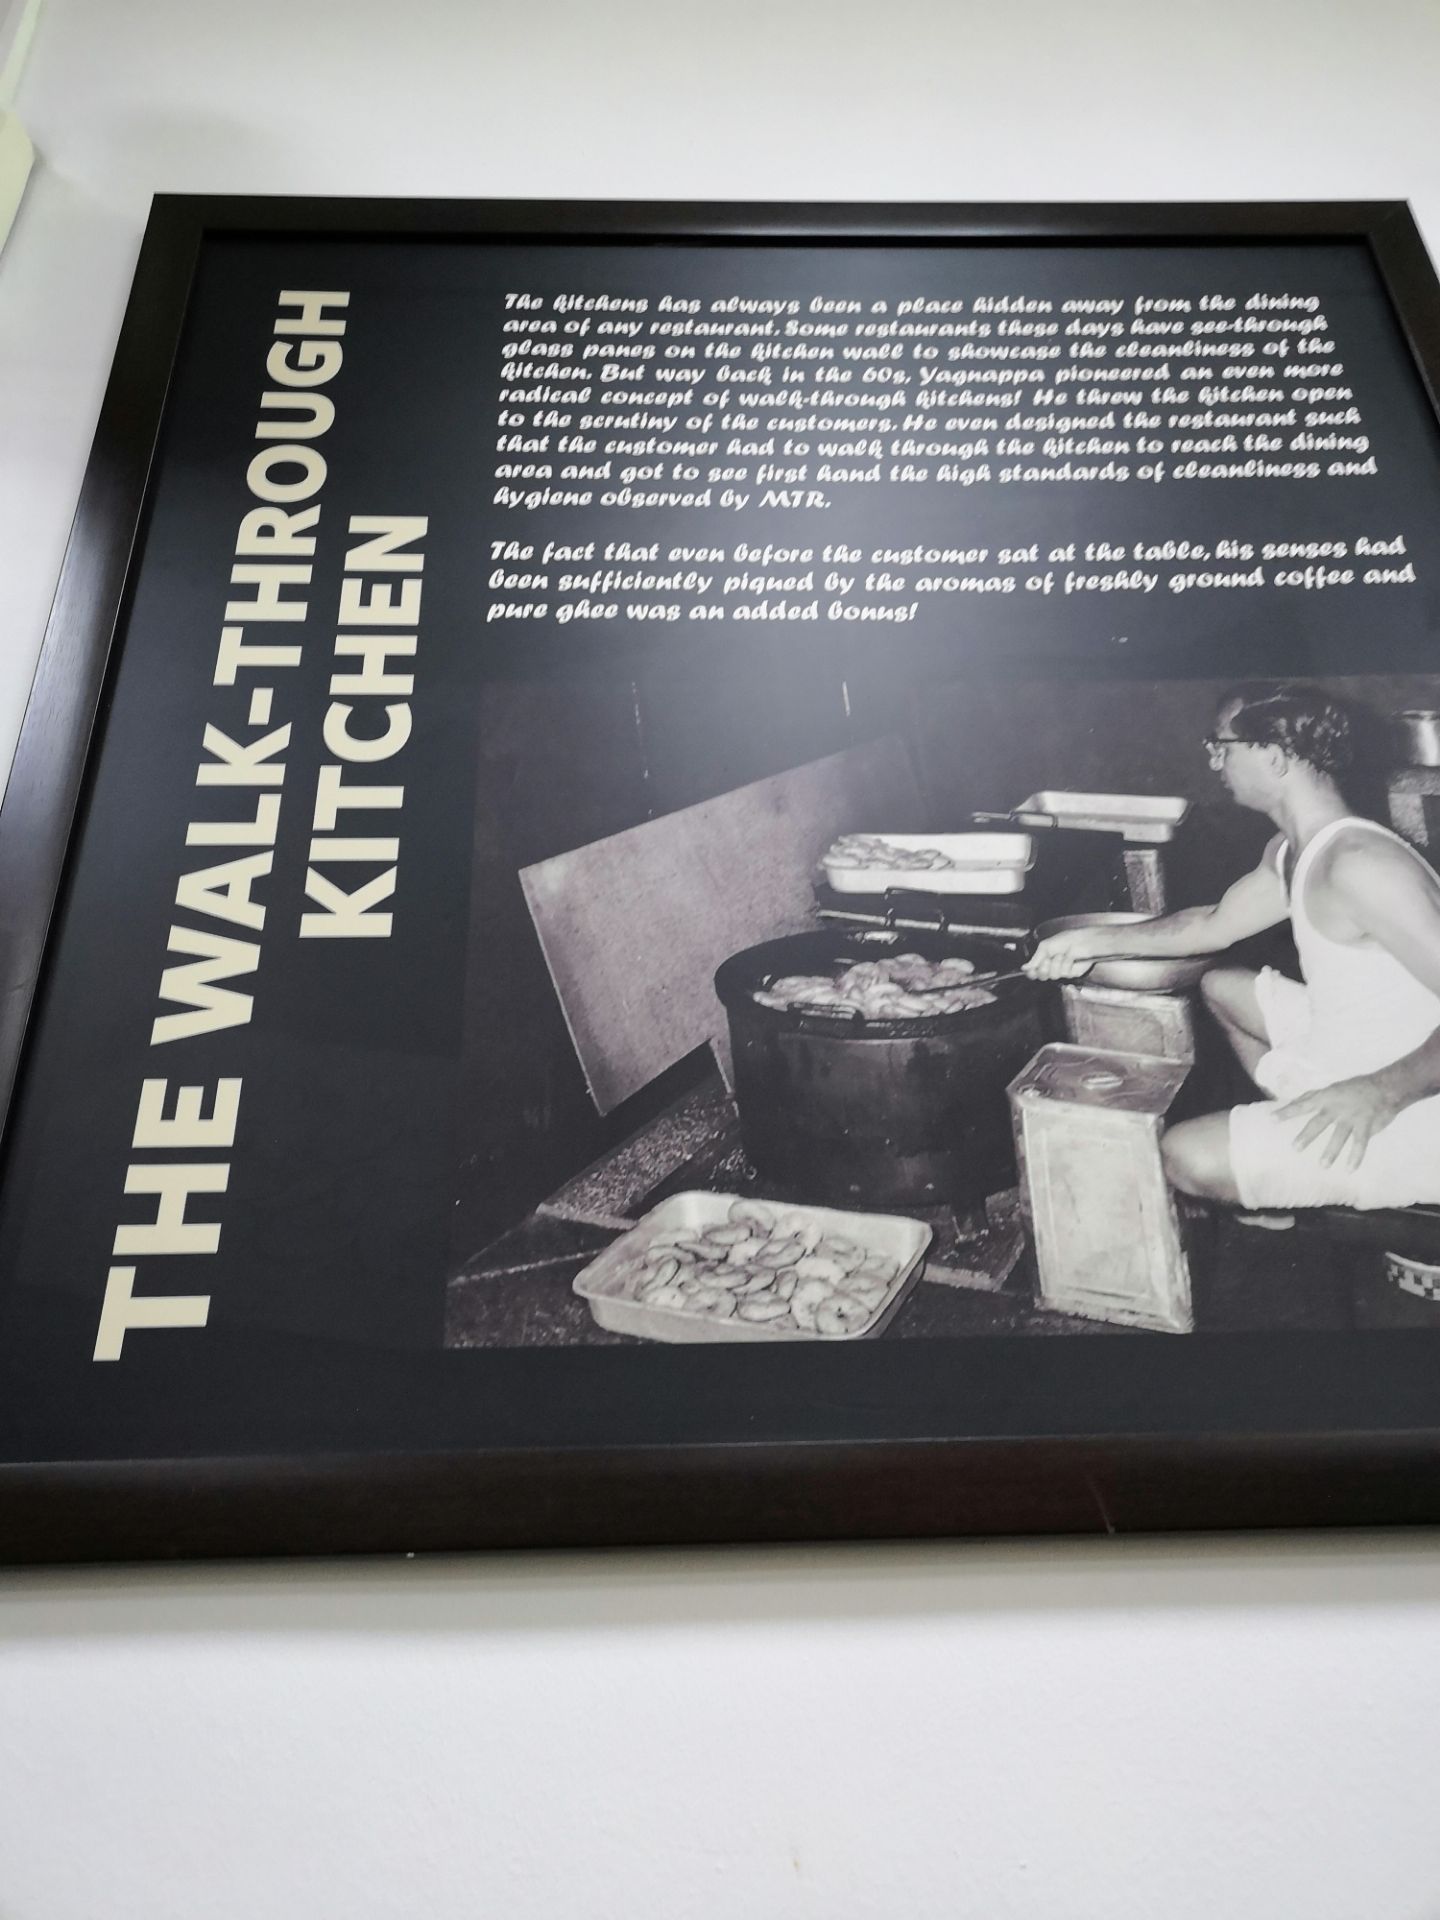 THE WALK-THROUGH
KITCHEN
The kitchens has always been a place hidden away from the dining
area of any restaurant. Some restaurants these days have see-through
glass panes on the kitchen wall to showcase the cleanliness of the
kitchen. But way back in the 60s, Yagnappa pioneered an even more
radical concept of walk-through kitchens! He threw the kitchen open
to the scrutiny of the customers. He even designed the restaurant such
that the customer had to walk through the kitchen to reach the dining
area and got to see first hand the high standards of cleanliness and
hygiene observed by MTR.
The fact that even before the customer sat at the table, his senses had
been sufficiently piqued by the aromas of freshly ground coffee and
pure ghee was an added bonus!